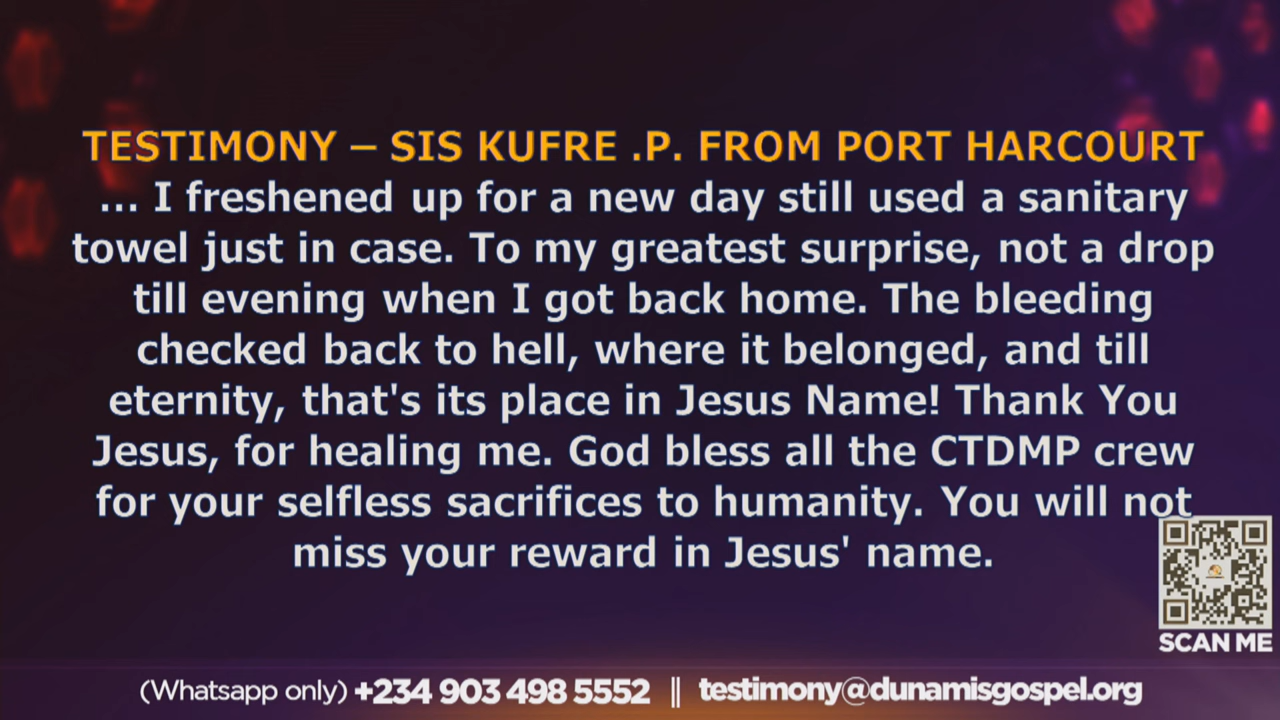 TESTIMONY – SIS KUFRE .P. FROM PORT HARCOURT
... I freshened up for a new day still used a sanitary
towel just in case. To my greatest surprise, not a drop
till evening when I got back home. The bleeding
checked back to hell, where it belonged, and till
eternity, that's its place in Jesus Name! Thank You
Jesus, for healing me. God bless all the CTDMP crew
for your selfless sacrifices to humanity. You will not
miss your reward in Jesus' name.
SCAN ME
(Whatsapp only) +234 903 498 5552 || testimony@dunamisgospel.org